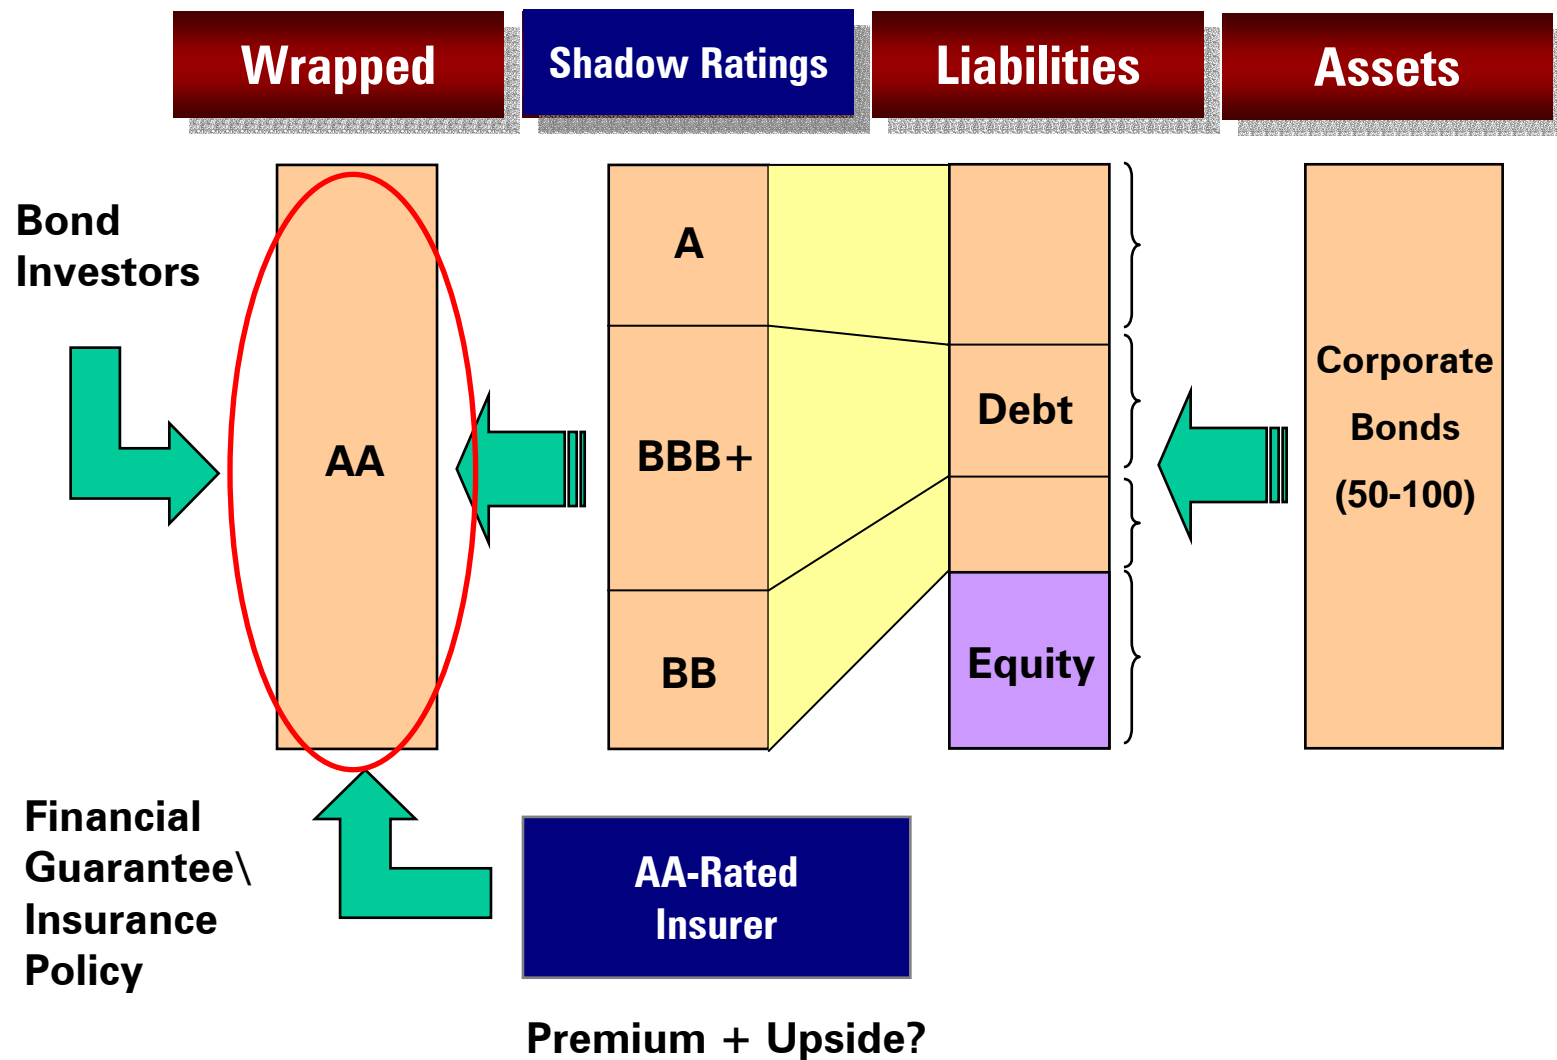 Wrapped
Shadow Ratings
Liabilities
Assets
Bond
Investors
AA
A
BBB+
BB
Debt
Equity
Corporate
Bonds
(50-100)
Financial
Guarantee\
Insurance
Policy
AA-Rated
Insurer
Premium + Upside?